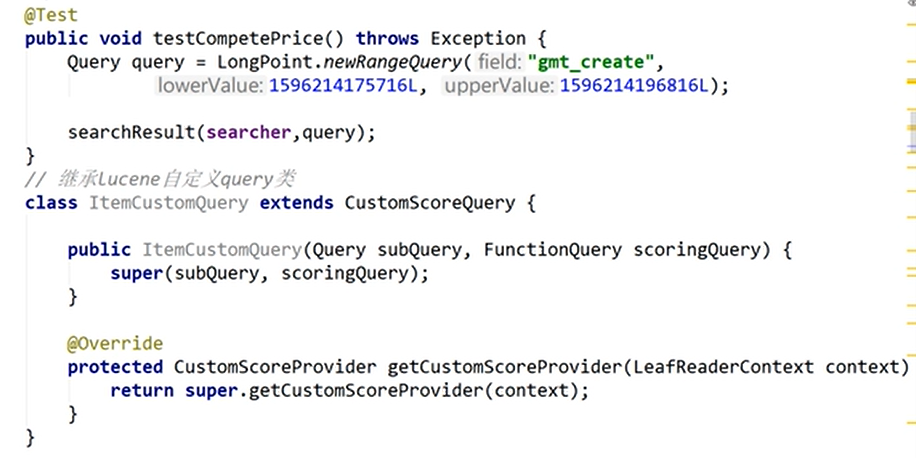 @Test
public void testCompetePrice() throws Exception {
Query query = LongPoint.newRangeQuery( field: "gmt_create",
lowerValue: 1596214175716L, upperValue: 1596214196816L);
searchResult(searcher,query);
}
// 继承Lucene自定义query类
class ItemCustomQuery extends CustomScoreQuery {
public ItemCustomQuery(Query subQuery, FunctionQuery scoringQuery) {
super(subQuery, scoringQuery);
}
@Override
protected CustomScoreProvider getCustomScoreProvider(LeafReaderContext context)
return super.getCustomScoreProvider(context);
}
}